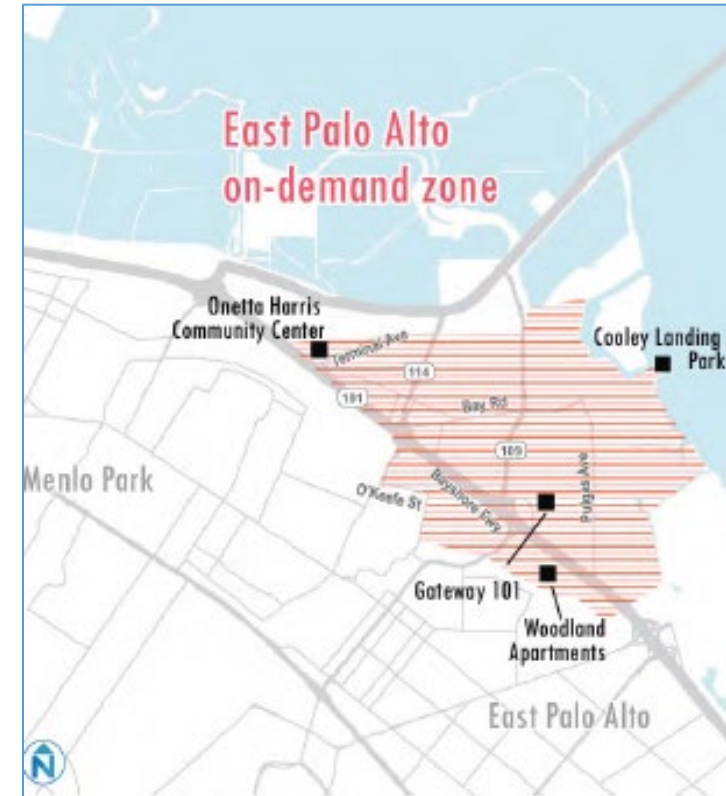 East Palo Alto
on-demand zone
Onetta Harris
Community Center
Terminal Ave
Cooley Landing
Park
114
101
Bay Rd
109
Menlo Park
O'Keefe St
Bayshore Fwy
Pulgas Ave
Gateway 101
Woodland
Apartments
East Palo Alto
N